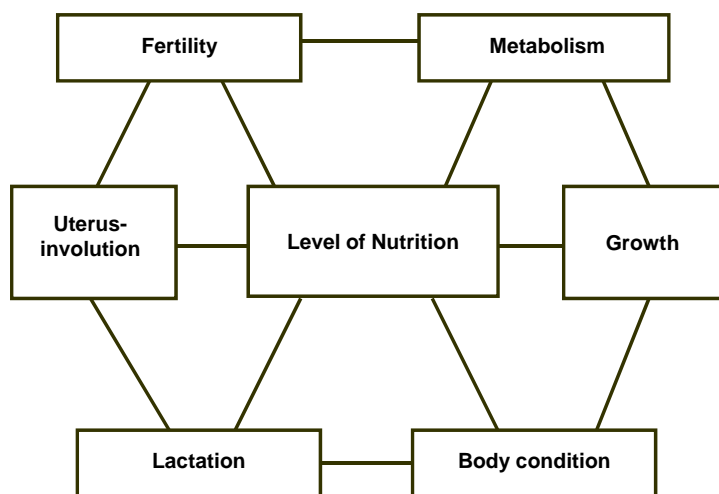 Fertility
Metabolism
Uterus-
involution
Level of Nutrition
Growth
Lactation
Body condition